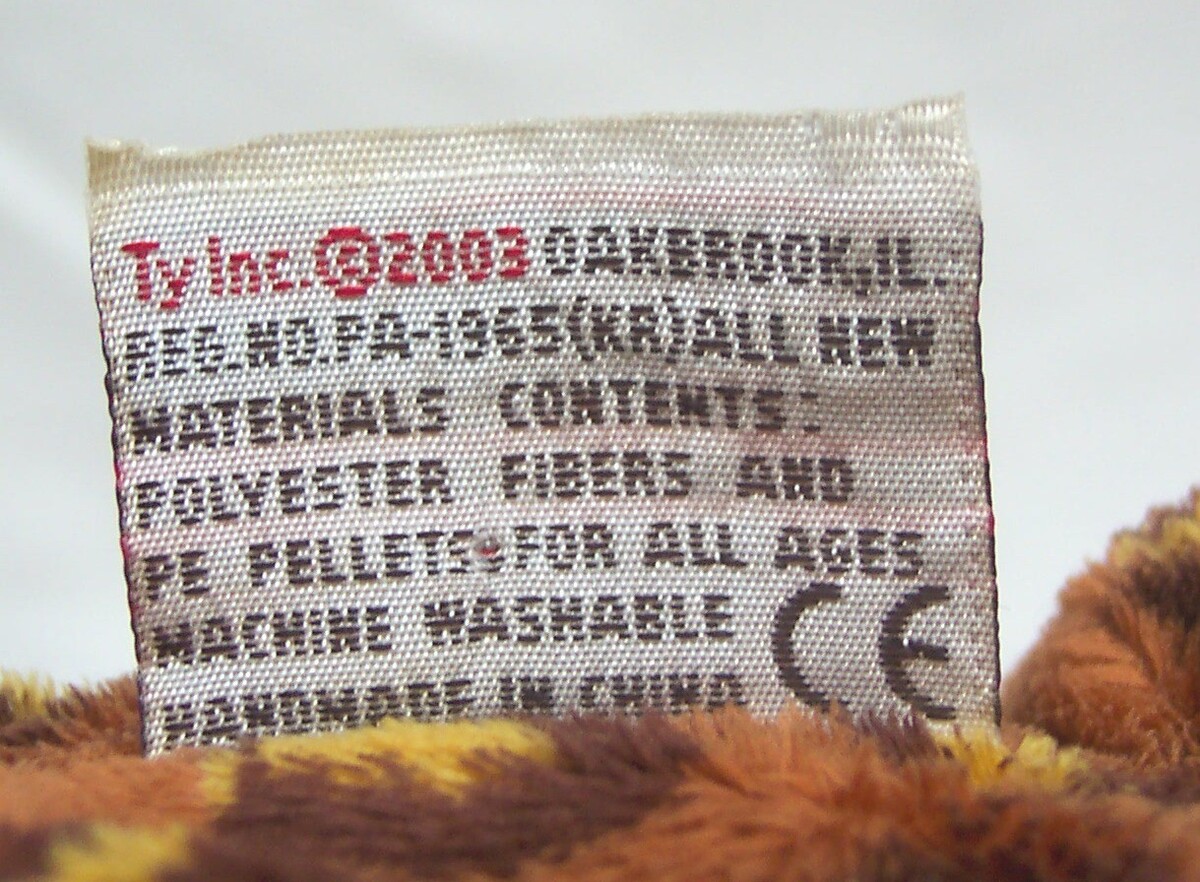 Ty Inc.©2003 OAKBROOK,IL.
REG.NO.PA-1965(KR)ALL NEW
MATERIALS CONTENTS:
POLYESTER FIBERS AND
PE PELLETS FOR ALL AGES
MACHINE WASHABLE CE
HANDMADE IN CHINA